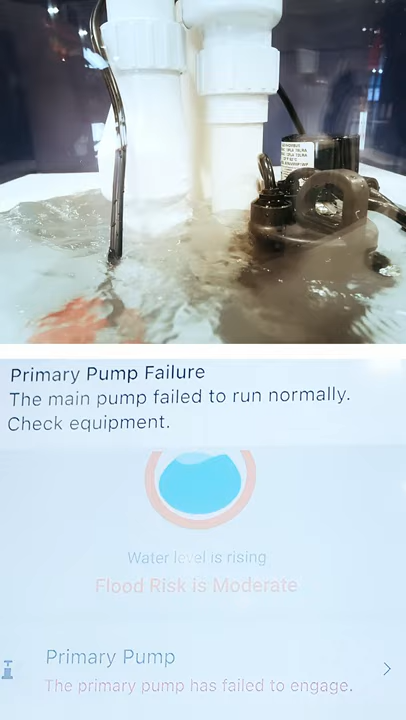 Primary Pump Failure
The main pump failed to run normally.
Check equipment.
Water level is rising
Flood Risk is Moderate
Primary Pump
The primary pump has failed to engage.